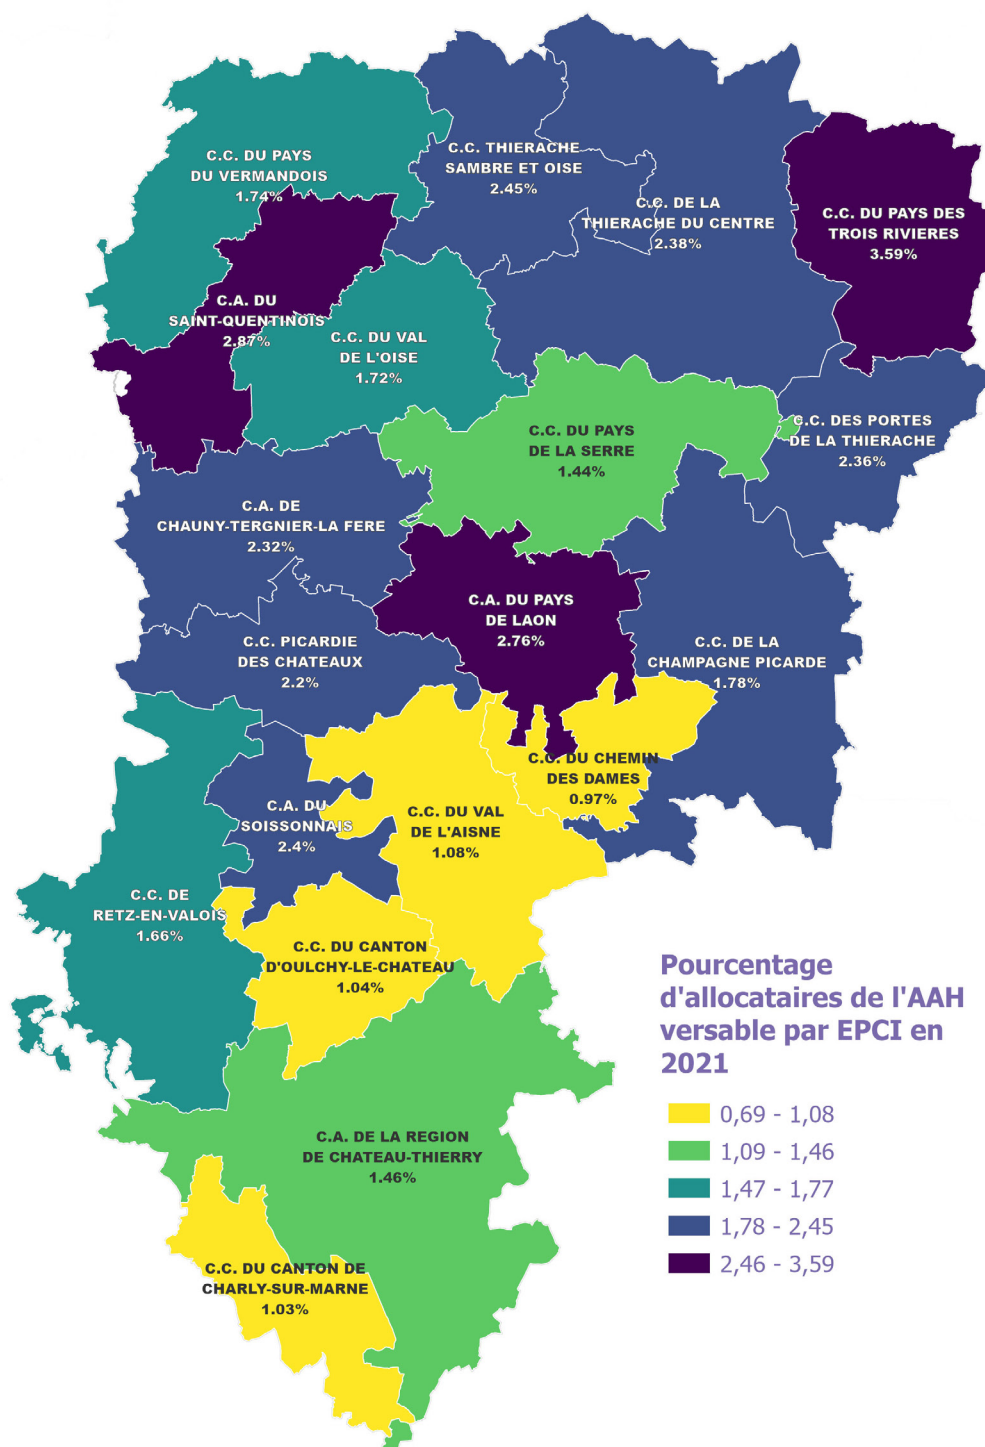 C.C. DU PAYS
DU VERMANDOIS
1.74%
C.C. THIERACHE
SAMBRE ET OISE
2.45%
C.C. DE LA
THIERACHE DU CENTRE
2.38%
C.C. DU PAYS DES
TROIS RIVIERES
3.59%
C.A. DU
SAINT-QUENTINOIS
2.87%
C.C. DU VAL
DE L'OISE
1.72%
C.C. DU PAYS
DE LA SERRE
1.44%
C.C. DES PORTES
DE LA THIERACHE
2.36%
C.A. DE
CHAUNY-TERGNIER-LA FERE
2.32%
C.A. DU PAYS
DE LAON
2.76%
C.C. PICARDIE
DES CHATEAUX
2.2%
C.C. DE LA
CHAMPAGNE PICARDE
1.78%
C.C. DU CHEMIN
DES DAMES
0.97%
C.A. DU
SOISSONNAIS
2.4%
C.C. DU VAL
DE L'AISNE
1.08%
C.C. DE
RETZ-EN-VALOIS
1.66%
C.C. DU CANTON
D'OULCHY-LE-CHATEAU
1.04%
C.A. DE LA REGION
DE CHATEAU-THIERRY
1.46%
C.C. DU CANTON DE
CHARLY-SUR-MARNE
1.03%
Pourcentage
d'allocataires de l'AAH
versable par EPCI en
2021
0,69 - 1,08
1,09 - 1,46
1,47 - 1,77
1,78 - 2,45
2,46 - 3,59